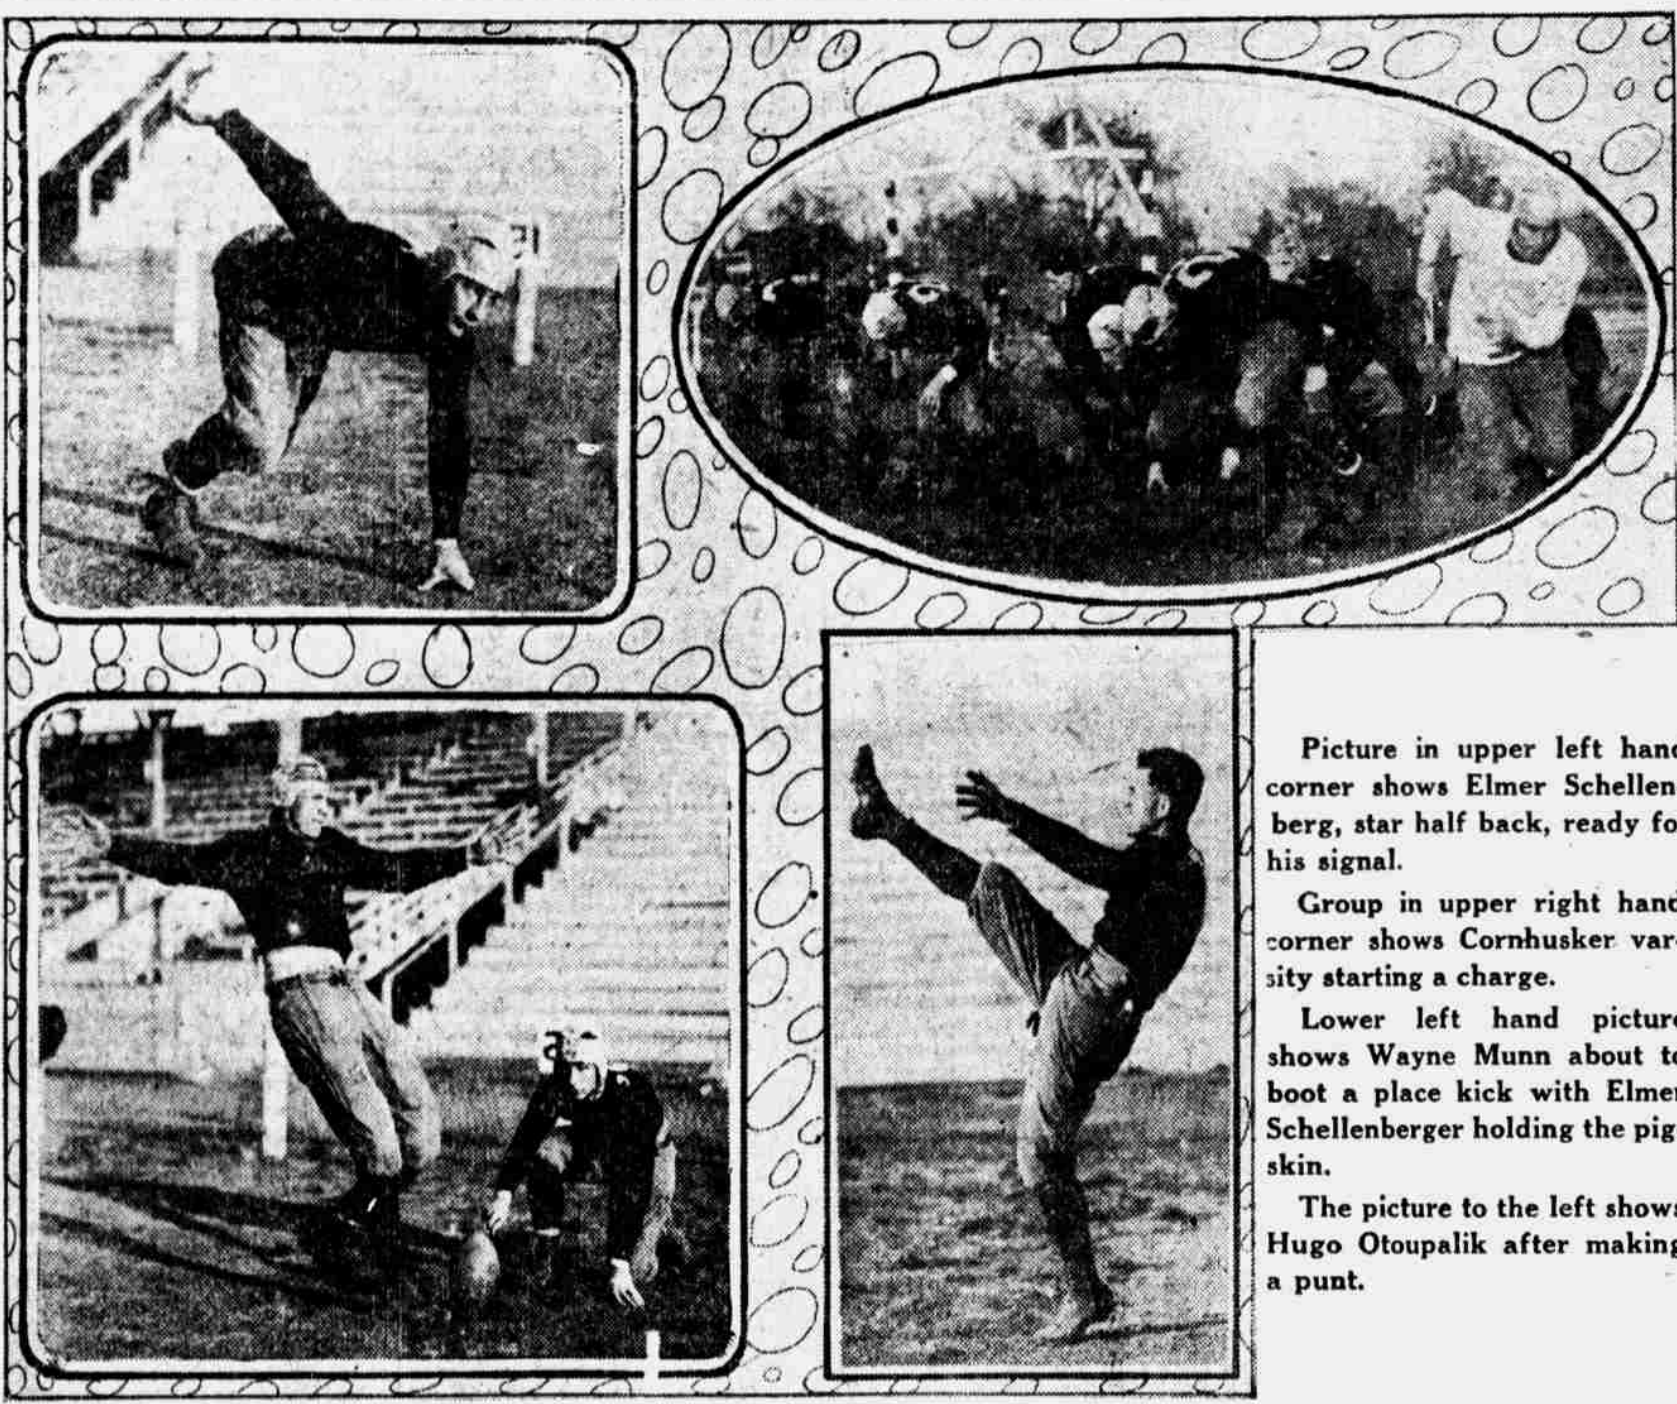 Picture in upper left hand
corner shows Elmer Schellen
berg, star half back, ready fo
his signal.
Group in upper right hand
corner shows Cornhusker var-
sity starting a charge.
Lower left hand picture
shows Wayne Munn about to
boot a place kick with Elmer
Schellenberger holding the pig
skin.
The picture to the left shows
Hugo Otoupalik after making
a punt.